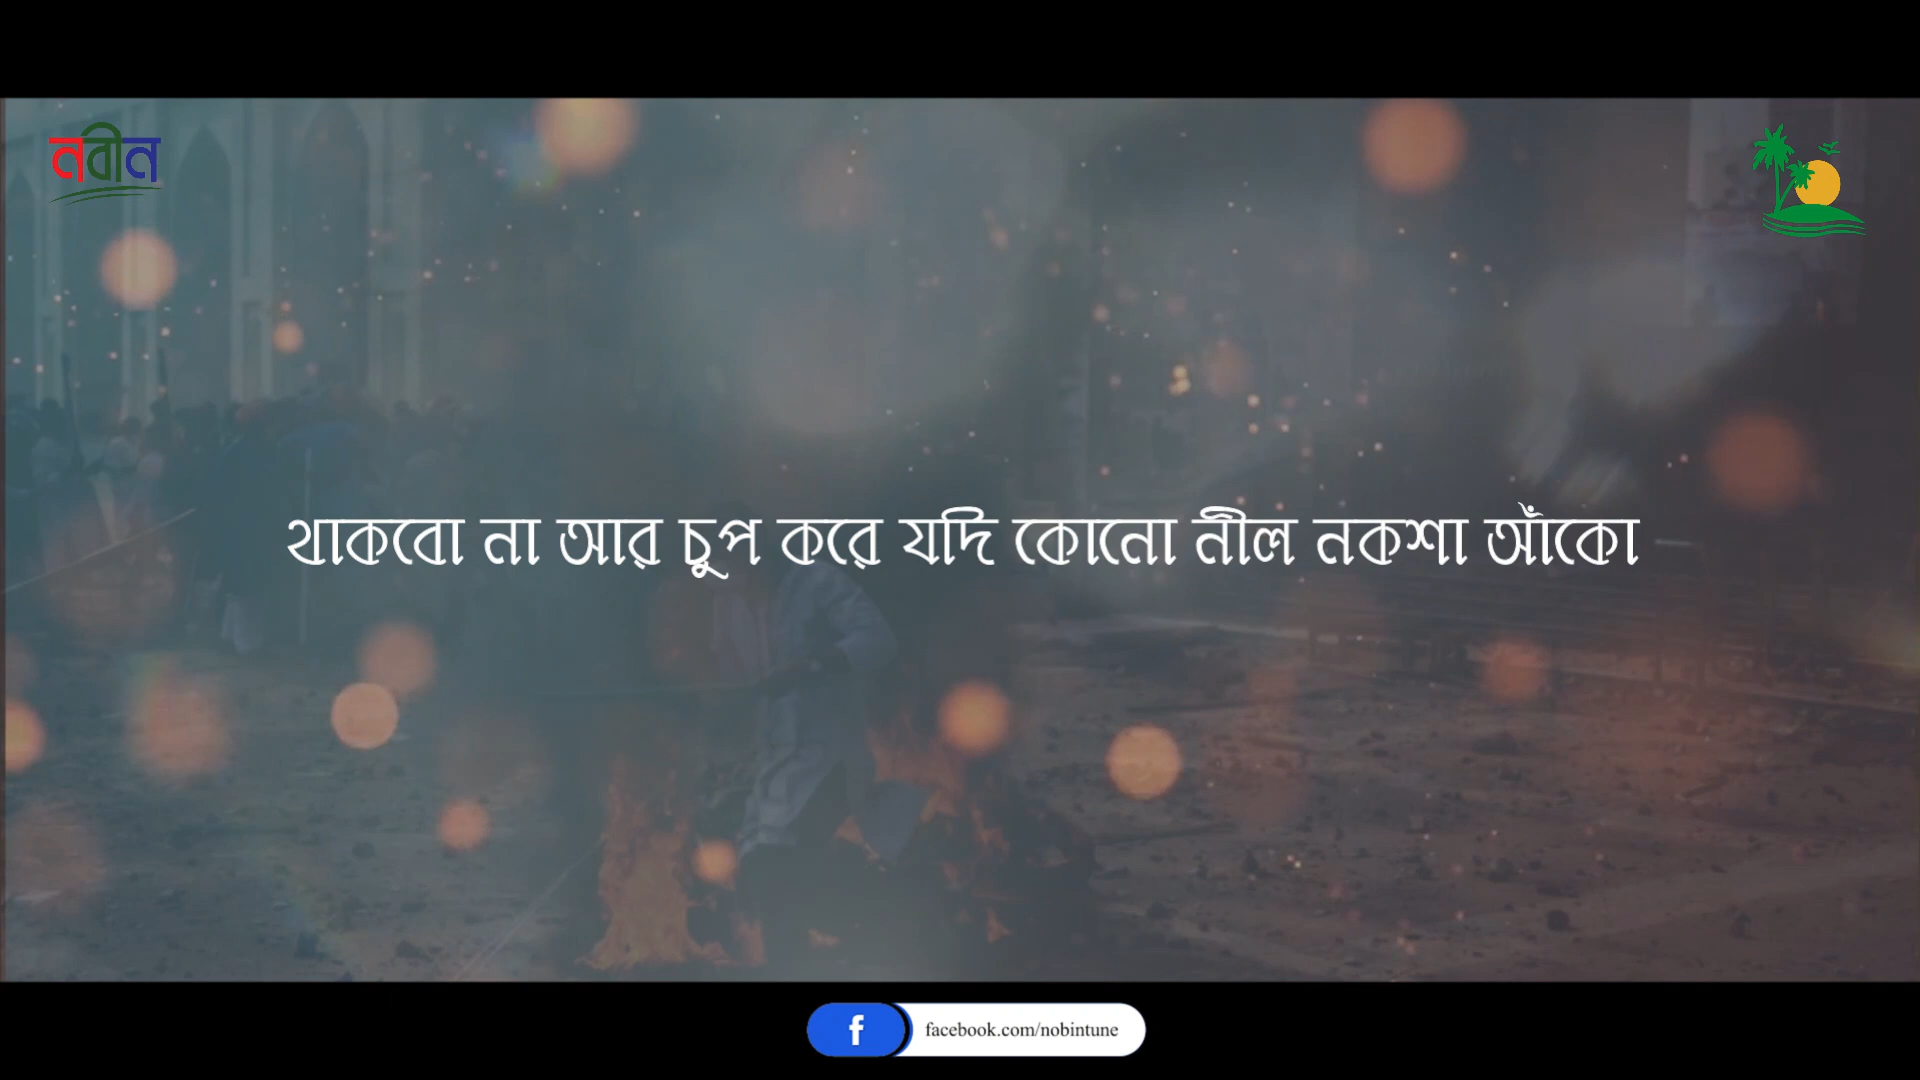 নবীন
থাকবো না আর চুপ করে যদি কোনো নীল নকশা আঁকো
facebook.com/nobintune